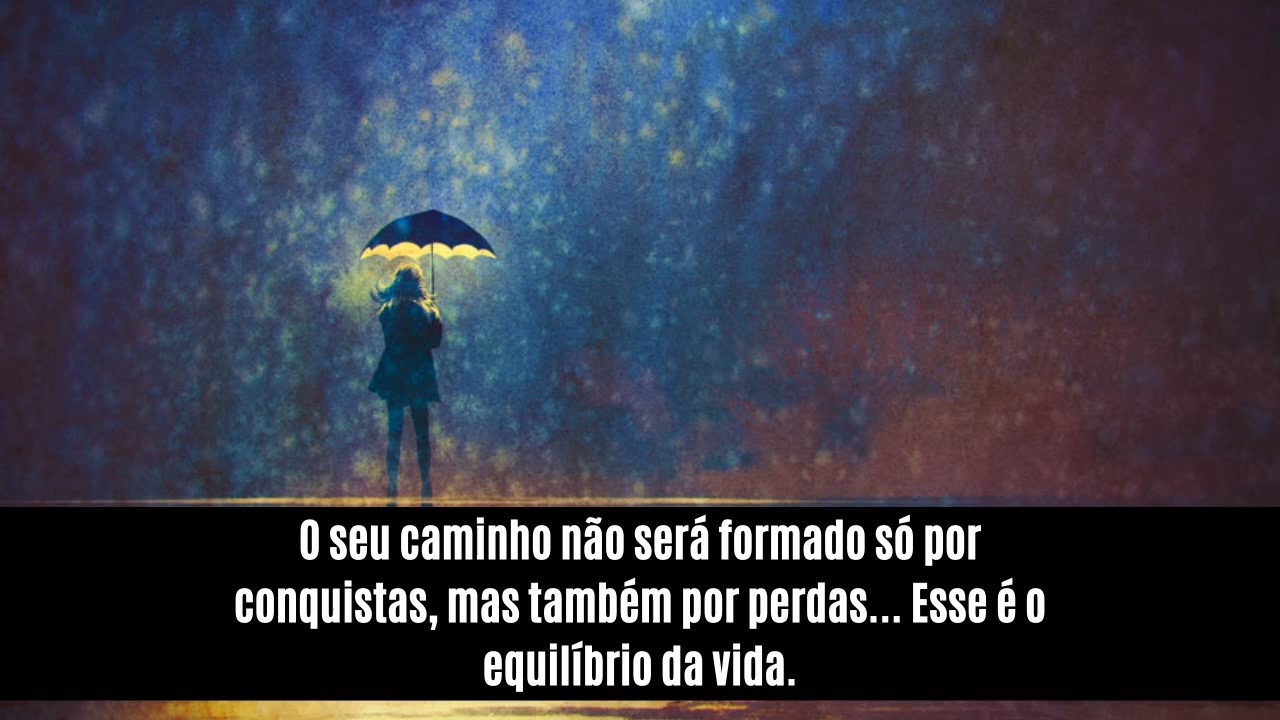 O seu caminho não será formado só por
conquistas, mas também por perdas... Esse é o
equilíbrio da vida.